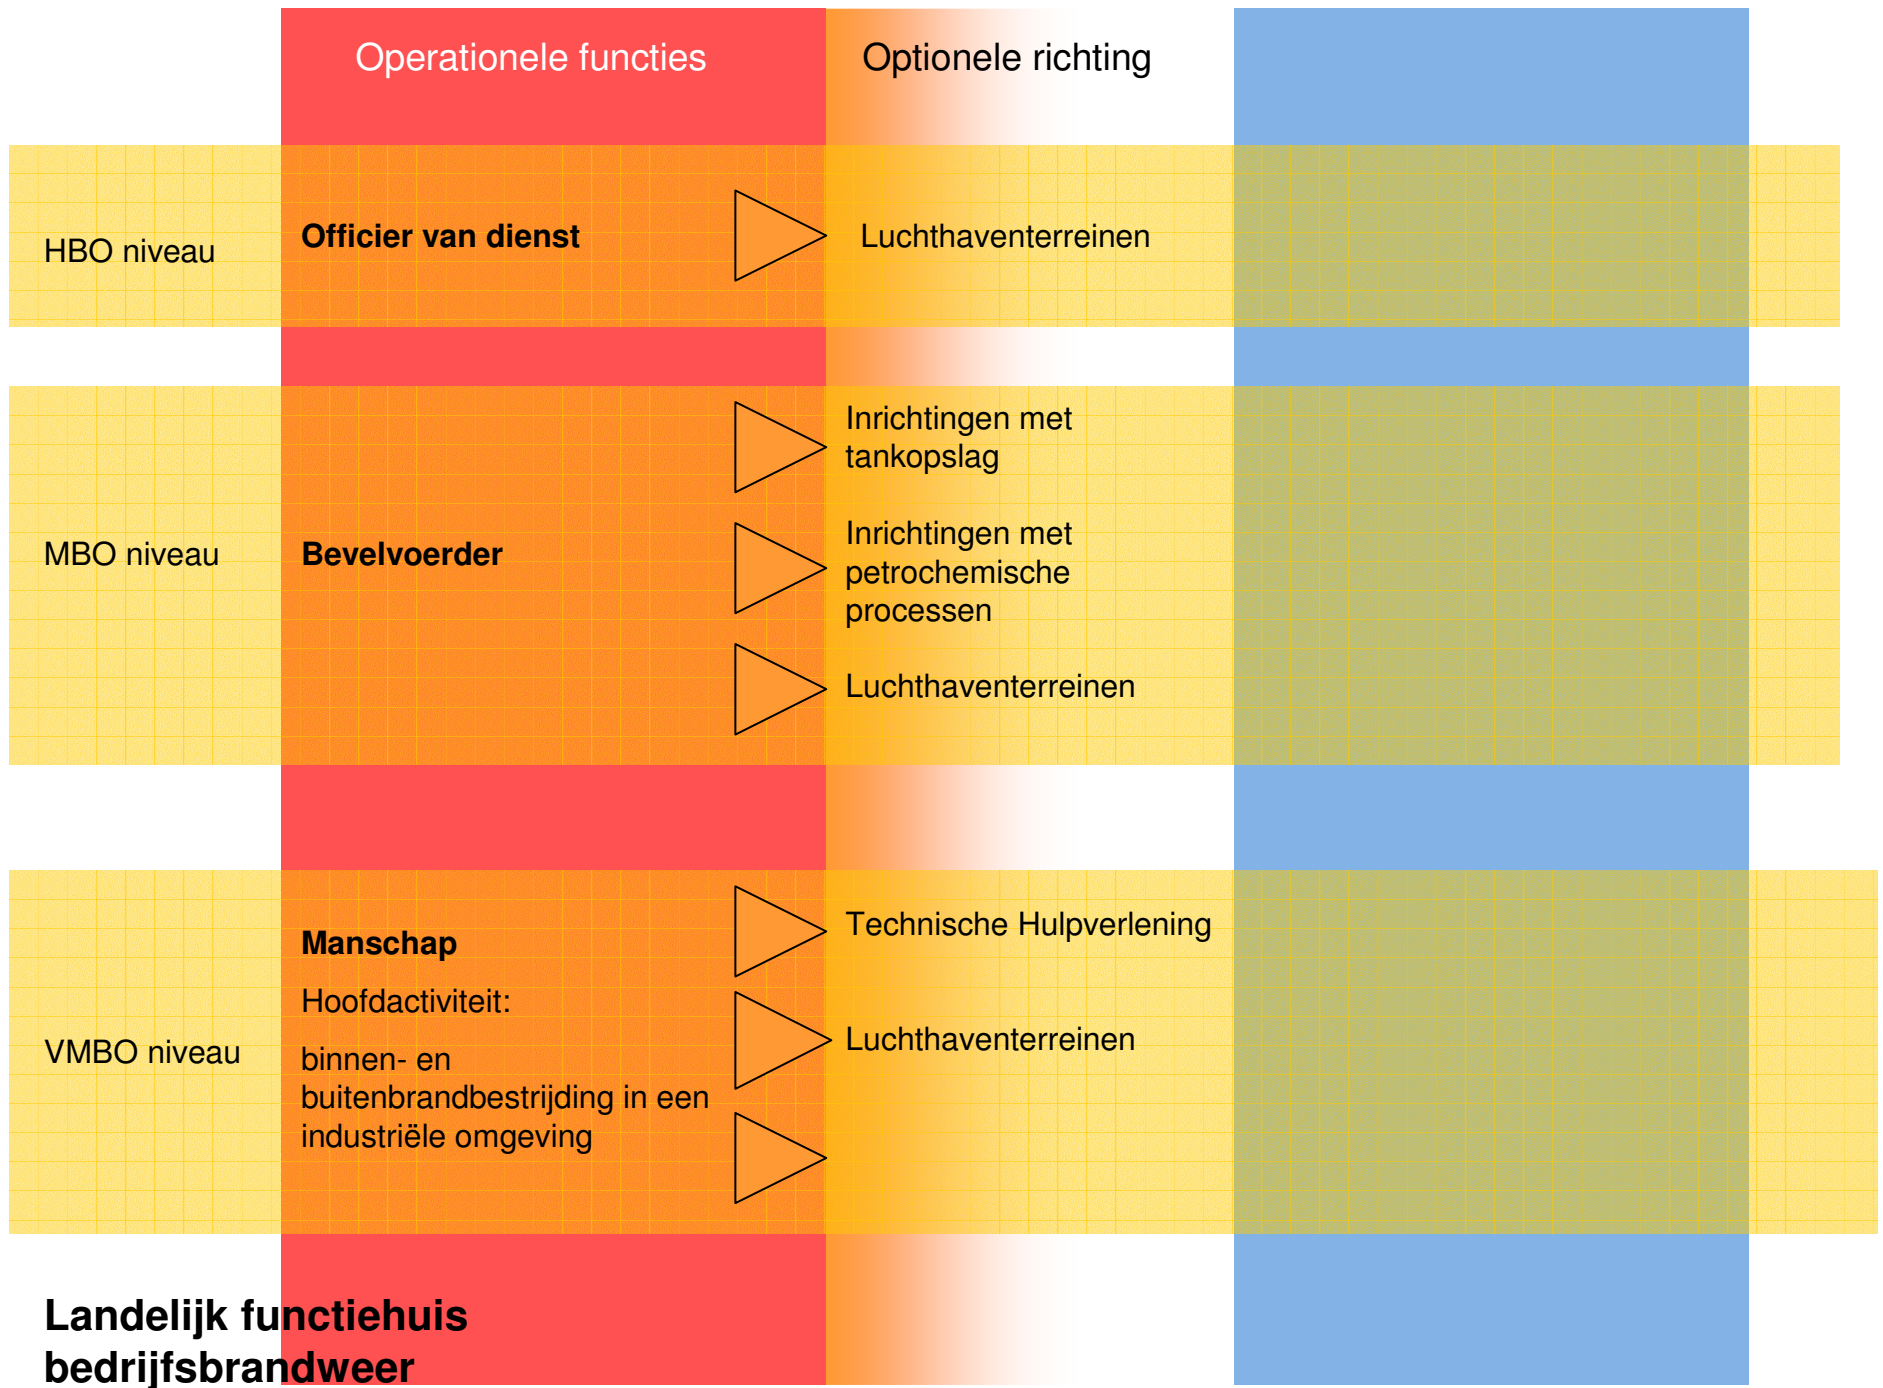 Operationele functies
Optionele richting
HBO niveau
Officier van dienst
Luchthaventerreinen
MBO niveau
Bevelvoerder
Inrichtingen met
tankopslag
Inrichtingen met
petrochemische
processen
Luchthaventerreinen
VMBO niveau
Manschap
Hoofdactiviteit:
binnen- en
buitenbrandbestrijding in een
industriële omgeving
Technische Hulpverlening
Luchthaventerreinen
Landelijk functiehuis
bedrijfsbrandweer